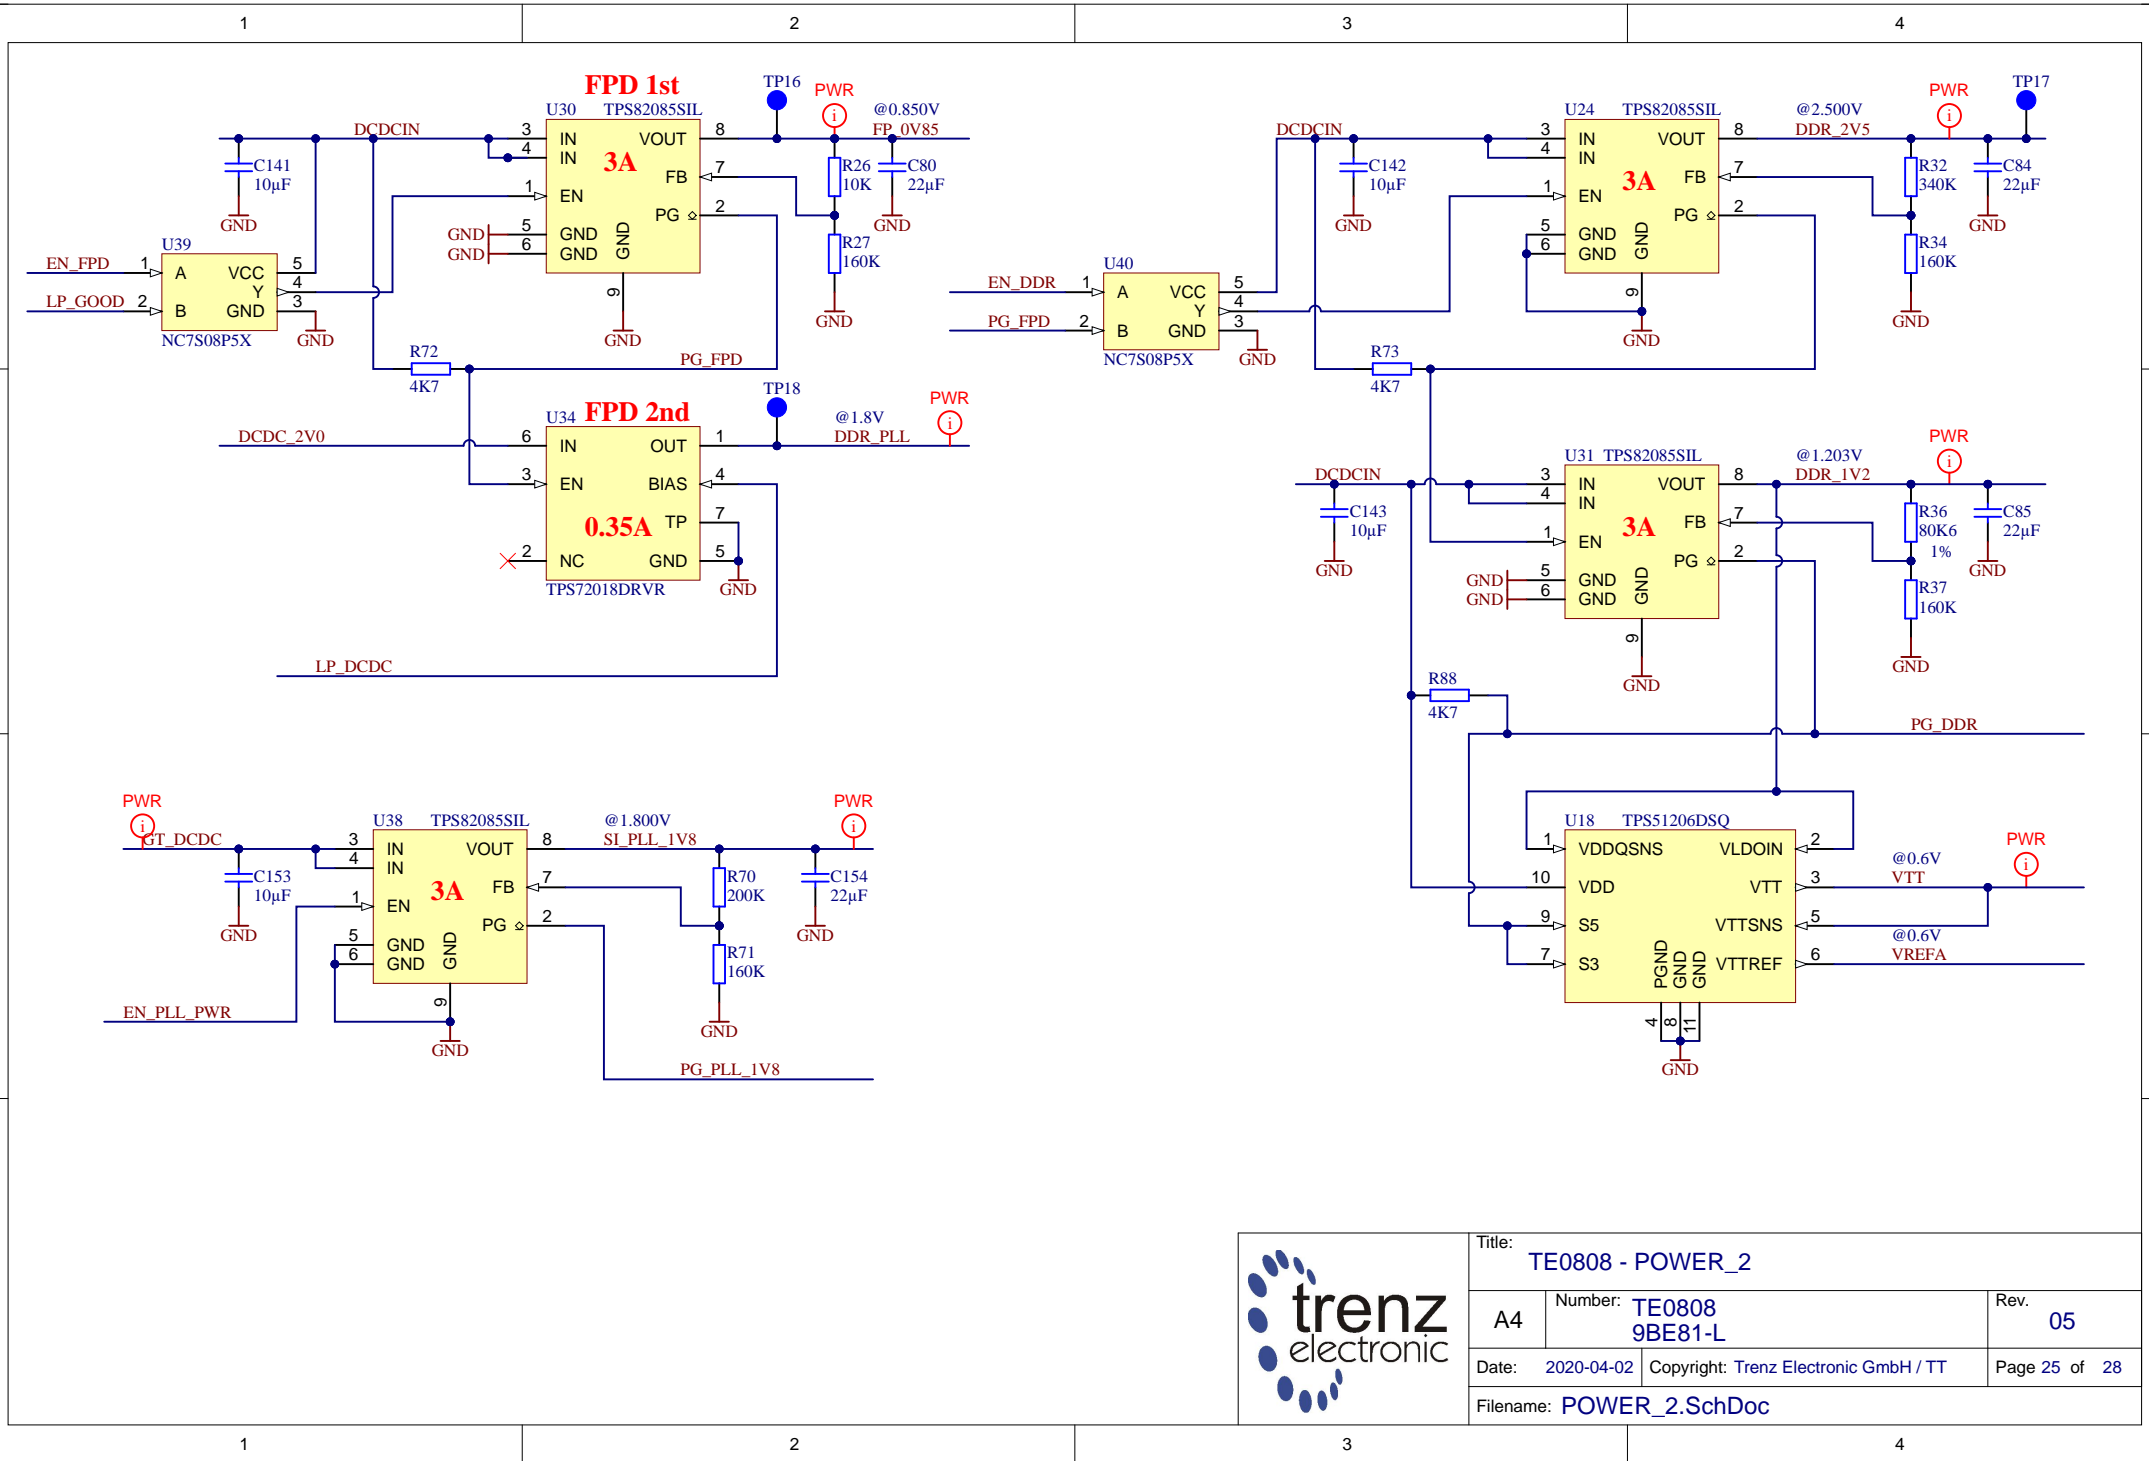 1 2 3 4
FPD 1st
U30 TPS82085SIL
TP16
PWR
@0.850V
FP_0V85
DCDCIN
3 IN
4 IN
1 EN
5 GND
6 GND
GND
9
VOUT 8
FB 7
PG 2
3A
C141
10µF
GND
GND
GND
GND
R26
10K
C80
22µF
GND
R27
160K
GND
U39
EN_FPD 1 A
LP_GOOD 2 B
VCC 5
Y 4
GND 3
NC7S08P5X
GND
R72
4K7
PG_FPD
FPD 2nd
U34
TP18
PWR
@1.8V
DDR_PLL
DCDC_2V0
6 IN
3 EN
2 NC
OUT 1
BIAS 4
TP 7
GND 5
0.35A
TPS72018DRVR
GND
LP_DCDC
PWR
GT_DCDC
U38 TPS82085SIL
@1.800V
SI_PLL_1V8
PWR
3 IN
4 IN
1 EN
5 GND
6 GND
GND
9
VOUT 8
FB 7
PG 2
3A
C153
10µF
GND
R70
200K
C154
22µF
GND
R71
160K
GND
GND
EN_PLL_PWR
PG_PLL_1V8
U24 TPS82085SIL
@2.500V
DDR_2V5
PWR
TP17
DCDCIN
3 IN
4 IN
1 EN
5 GND
6 GND
GND
9
VOUT 8
FB 7
PG 2
3A
C142
10µF
GND
R32
340K
C84
22µF
GND
R34
160K
GND
GND
U40
EN_DDR 1 A
PG_FPD 2 B
VCC 5
Y 4
GND 3
NC7S08P5X
GND
R73
4K7
U31 TPS82085SIL
@1.203V
DDR_1V2
PWR
DCDCIN
3 IN
4 IN
1 EN
5 GND
6 GND
GND
9
VOUT 8
FB 7
PG 2
3A
C143
10µF
GND
GND
GND
GND
R36
80K6
1%
C85
22µF
GND
R37
160K
GND
R88
4K7
PG_DDR
U18 TPS51206DSQ
1 VDDQSNS
10 VDD
9 S5
7 S3
VLDOIN 2
VTT 3
VTTSNS 5
VTTREF 6
PGND
GND
GND
4
8
11
GND
@0.6V
VTT
PWR
@0.6V
VREFA
trenz
electronic
Title:
TE0808 - POWER_2
A4
Number: TE0808
9BE81-L
Rev.
05
Date: 2020-04-02 Copyright: Trenz Electronic GmbH / TT Page 25 of 28
Filename: POWER_2.SchDoc
1 2 3 4